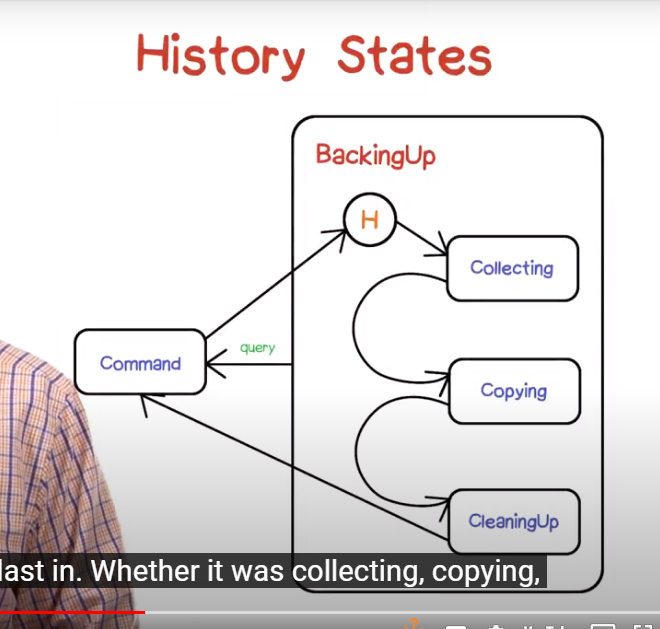 History States
BackingUp
H
Collecting
query
Command
Copying
CleaningUp
last in. Whether it was collecting, copying,